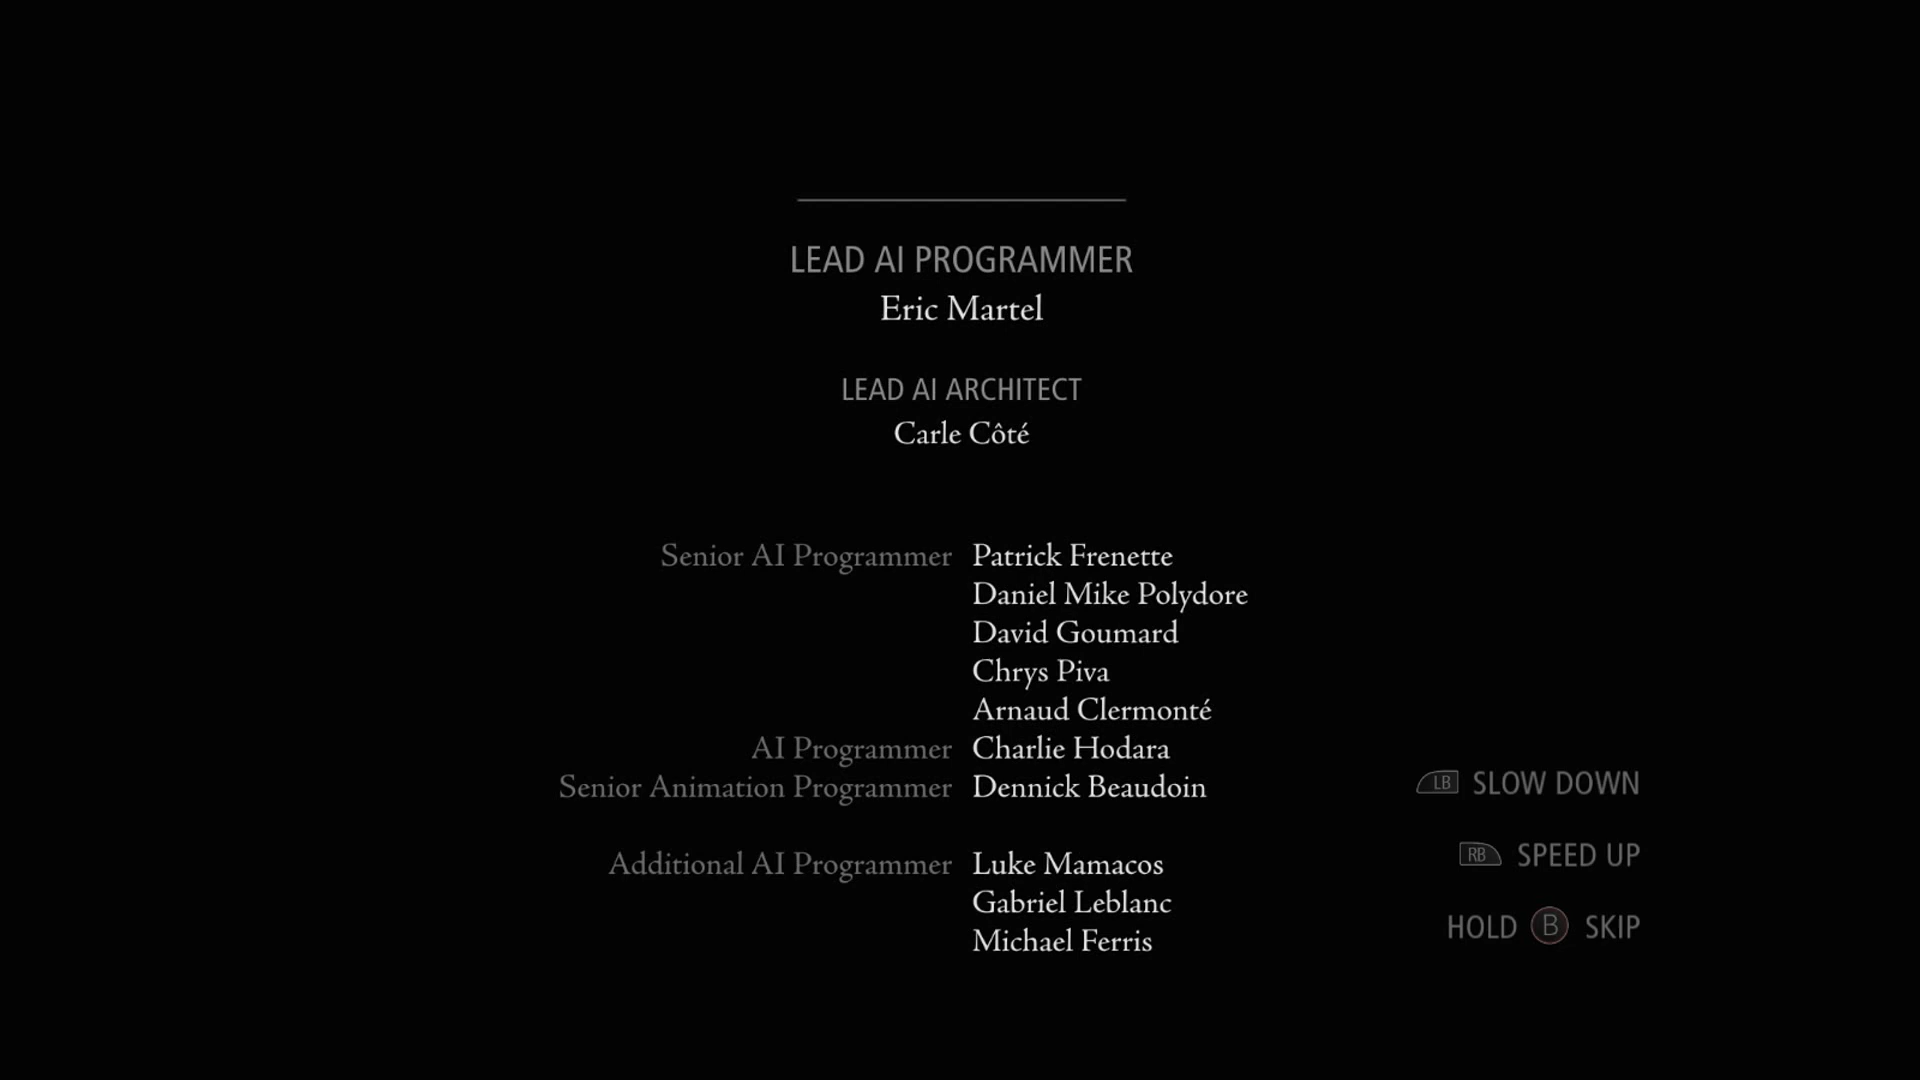 LEAD AI PROGRAMMER
Eric Martel
LEAD AI ARCHITECT
Carle Côté
Senior AI Programmer Patrick Frenette
Daniel Mike Polydore
David Goumard
Chrys Piva
Arnaud Clermonté
AI Programmer Charlie Hodara
Senior Animation Programmer Dennick Beaudoin
Additional AI Programmer Luke Mamacos
Gabriel Leblanc
Michael Ferris
LB SLOW DOWN
RB SPEED UP
HOLD B SKIP